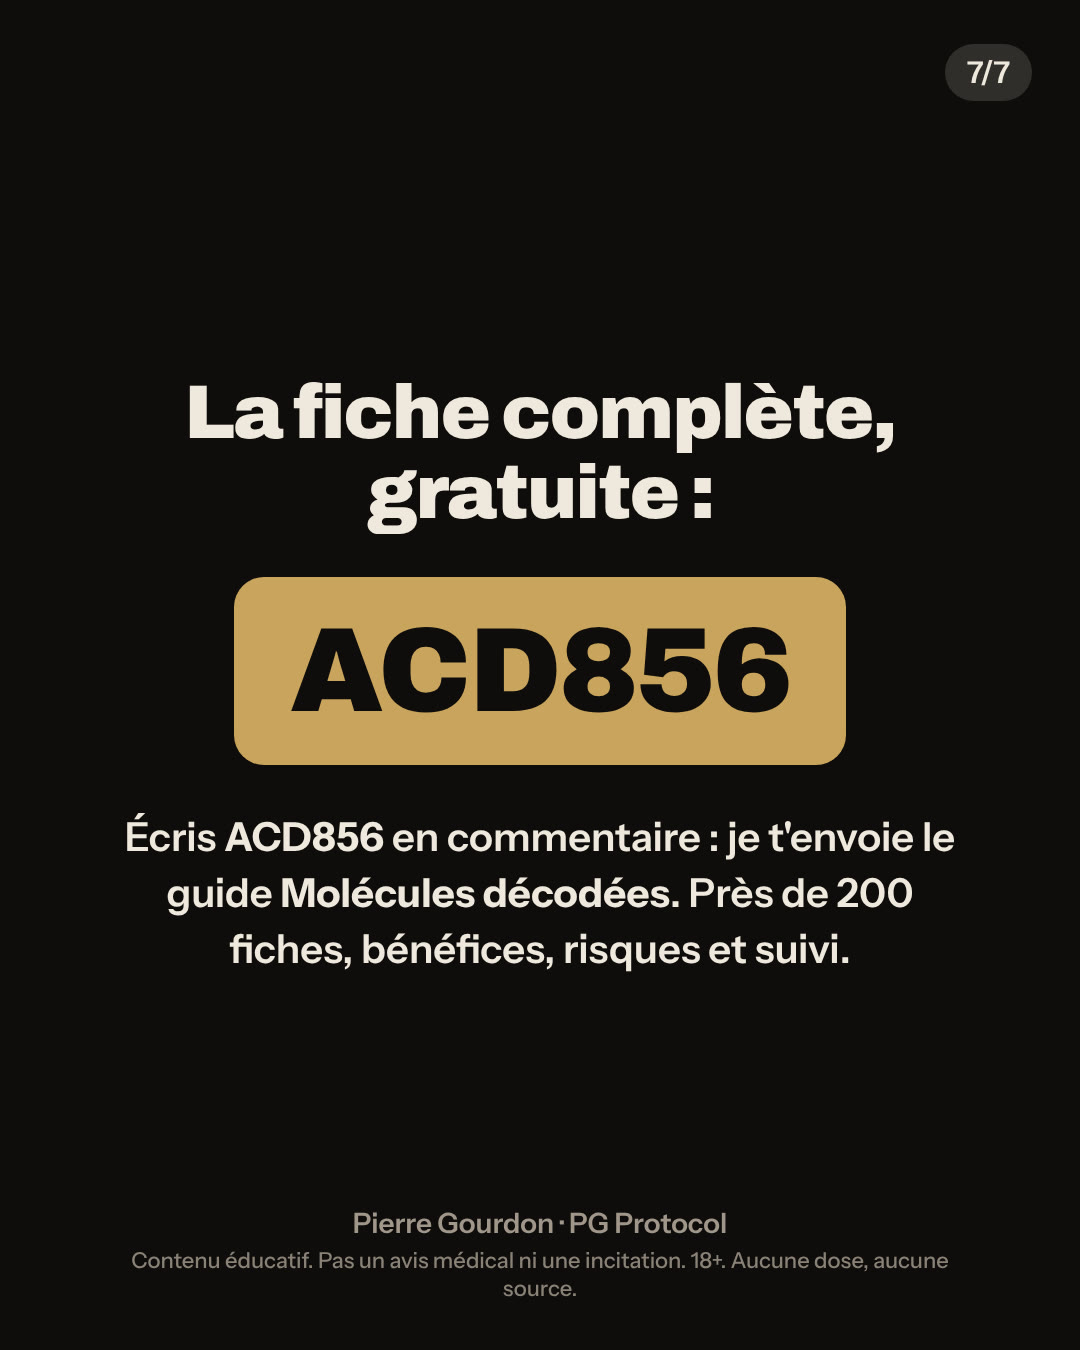 7/7
La fiche complète,
gratuite :
ACD856
Écris ACD856 en commentaire : je t'envoie le
guide Molécules décodées. Près de 200
fiches, bénéfices, risques et suivi.
Pierre Gourdon · PG Protocol
Contenu éducatif. Pas un avis médical ni une incitation. 18+. Aucune dose, aucune
source.